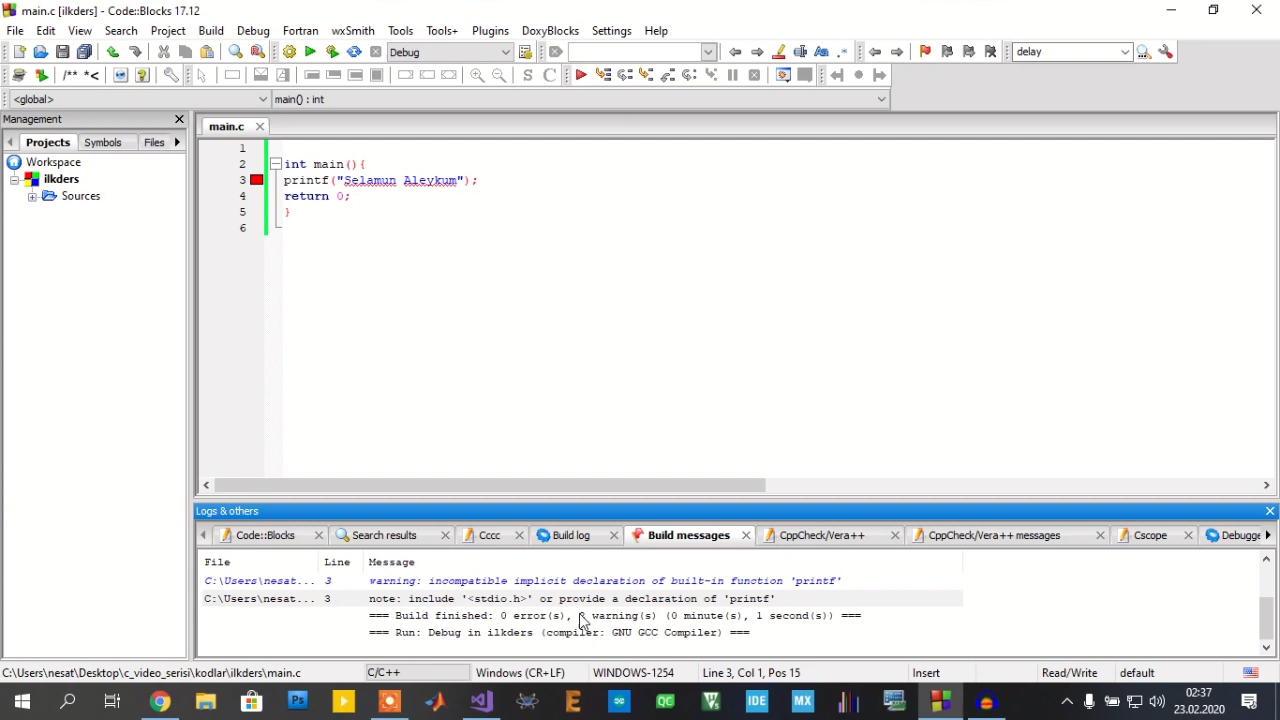 main.c [ilkders] - Code::Blocks 17.12
File Edit View Search Project Build Debug Fortran wxSmith Tools Tools+ Plugins DoxyBlocks Settings Help
Debug
delay
/** *<
S C
<global> main() : int
Management
main.c
Projects Symbols Files
Workspace
ilkders
Sources
1
2 int main(){
3 printf("Selamun Aleykum");
4 return 0;
5 }
6
Logs & others
Code::Blocks Search results Cccc Build log Build messages CppCheck/Vera++ CppCheck/Vera++ messages Cscope Debugge
File Line Message
C:\Users\nesat... 3 warning: incompatible implicit declaration of built-in function 'printf'
C:\Users\nesat... 3 note: include '<stdio.h>' or provide a declaration of 'printf'
=== Build finished: 0 error(s), warning(s) (0 minute(s), 1 second(s)) ===
=== Run: Debug in ilkders (compiler: GNU GCC Compiler) ===
C:\Users\nesat\Desktop\c_video_serisi\kodlar\ilkders\main.c C/C++ Windows (CR+LF) WINDOWS-1254 Line 3, Col 1, Pos 15 Insert Read/Write default
Ps QC IDE MX
02:37
23.02.2020